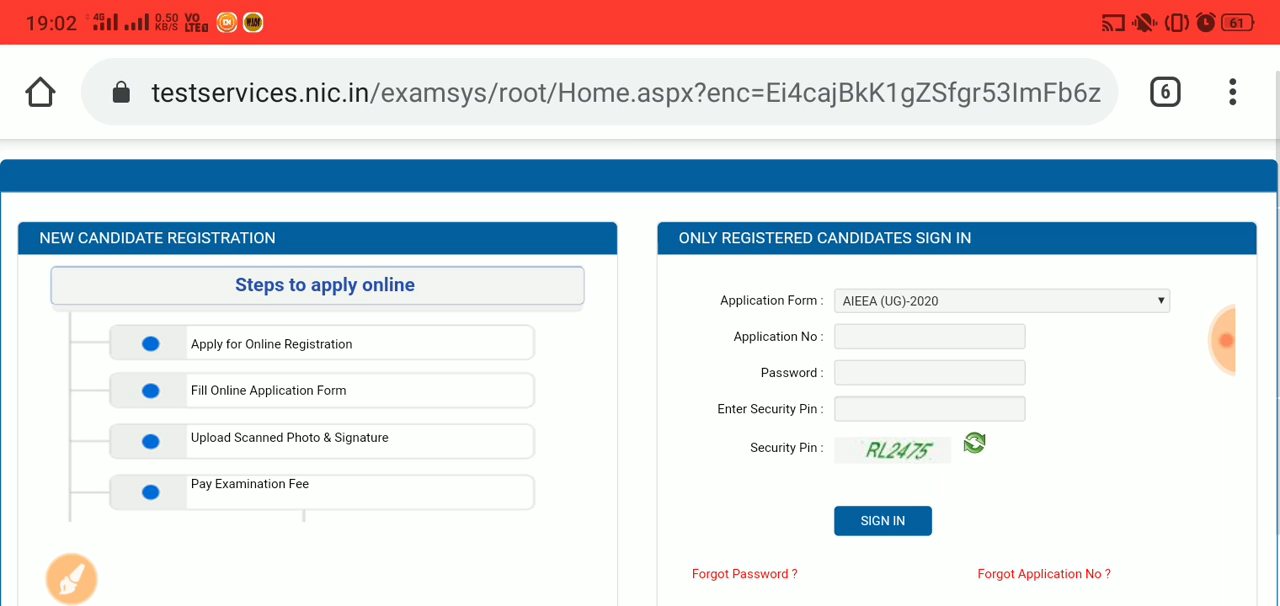 19:02 4G 0.50 KB/S VO LTE 61
testservices.nic.in/examsys/root/Home.aspx?enc=Ei4cajBkK1gZSfgr53ImFb6z
6
NEW CANDIDATE REGISTRATION
Steps to apply online
Apply for Online Registration
Fill Online Application Form
Upload Scanned Photo & Signature
Pay Examination Fee
ONLY REGISTERED CANDIDATES SIGN IN
Application Form : AIEEA (UG)-2020
Application No :
Password :
Enter Security Pin :
Security Pin : RL2475
SIGN IN
Forgot Password ? Forgot Application No ?